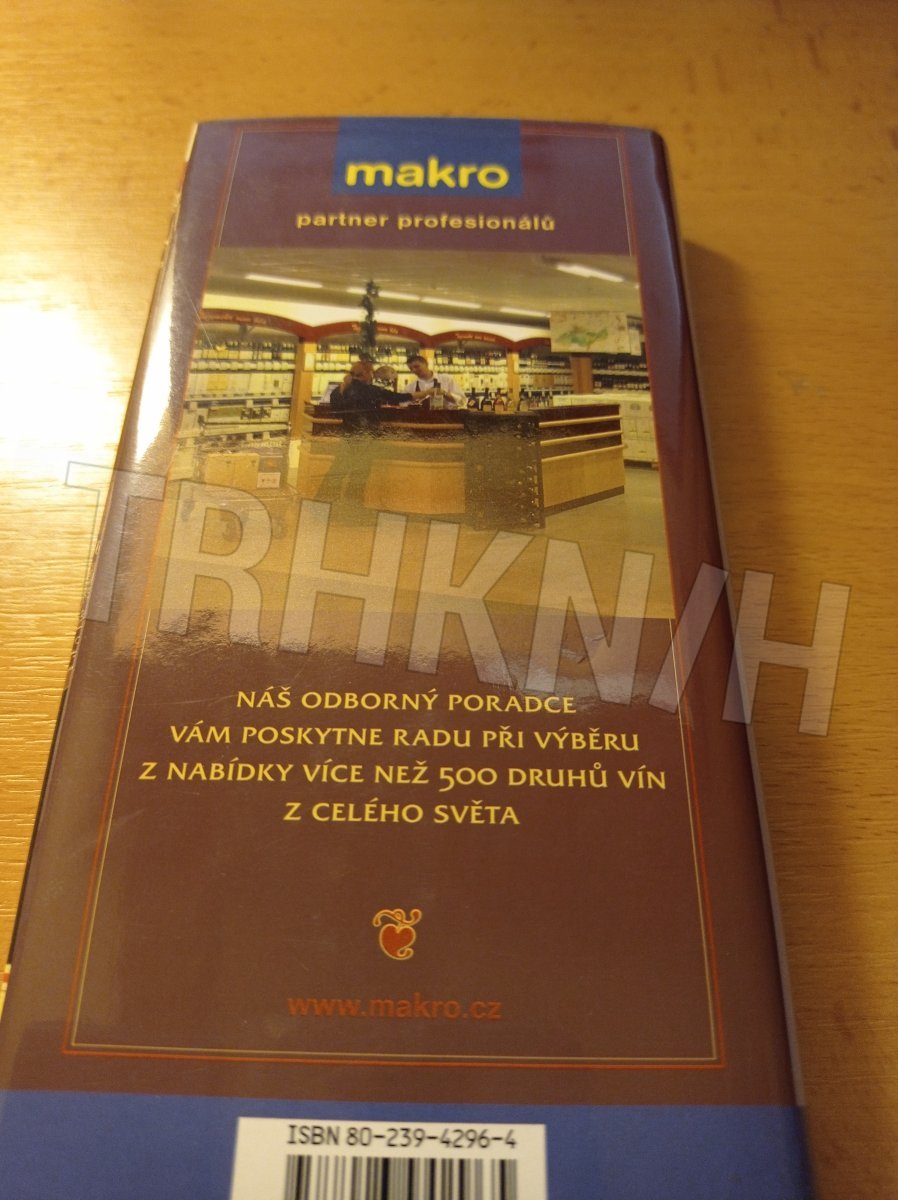 makro
partner profesionálů
TRHKN/H
NÁŠ ODBORNÝ PORADCE
VÁM POSKYTNE RADU PŘI VÝBĚRU
Z NABÍDKY VÍCE NEŽ 500 DRUHŮ VÍN
Z CELÉHO SVĚTA
www.makro.cz
ISBN 80-239-4296-4